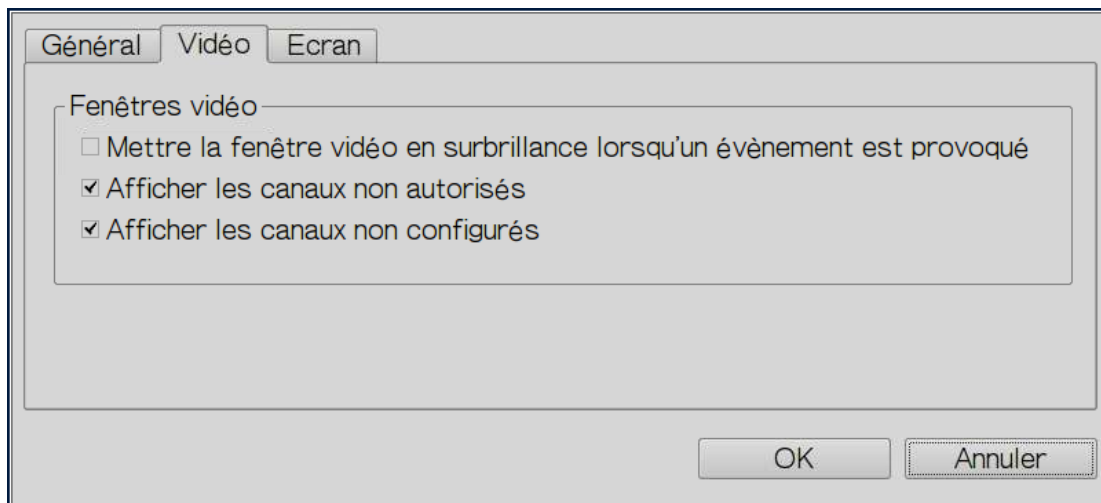 Général Vidéo Ecran
Fenêtres vidéo
Mettre la fenêtre vidéo en surbrillance lorsqu'un évènement est provoqué
Afficher les canaux non autorisés
Afficher les canaux non configurés
OK Annuler